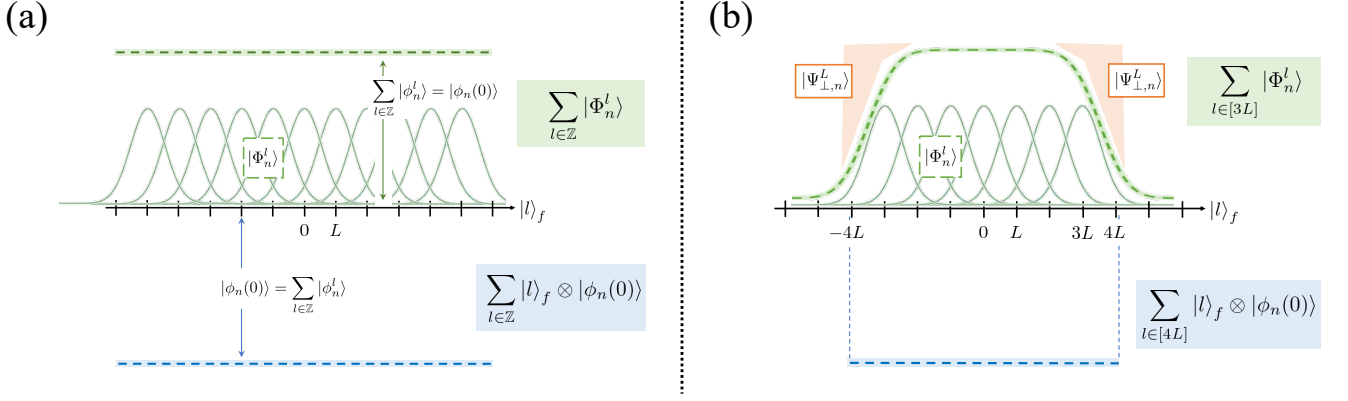 (a)
\sum_{l\in\mathbb{Z}} |\phi_n^l\rangle = |\phi_n(0)\rangle
\sum_{l\in\mathbb{Z}} |\Phi_n^l\rangle
|\Phi_n^l\rangle
|l\rangle_f
0 L
|\phi_n(0)\rangle = \sum_{l\in\mathbb{Z}} |\phi_n^l\rangle
\sum_{l\in\mathbb{Z}} |l\rangle_f \otimes |\phi_n(0)\rangle
(b)
|\Psi_{\perp,n}^L\rangle
|\Psi_{\perp,n}^L\rangle
\sum_{l\in[3L]} |\Phi_n^l\rangle
|\Phi_n^l\rangle
|l\rangle_f
-4L 0 L 3L 4L
\sum_{l\in[4L]} |l\rangle_f \otimes |\phi_n(0)\rangle